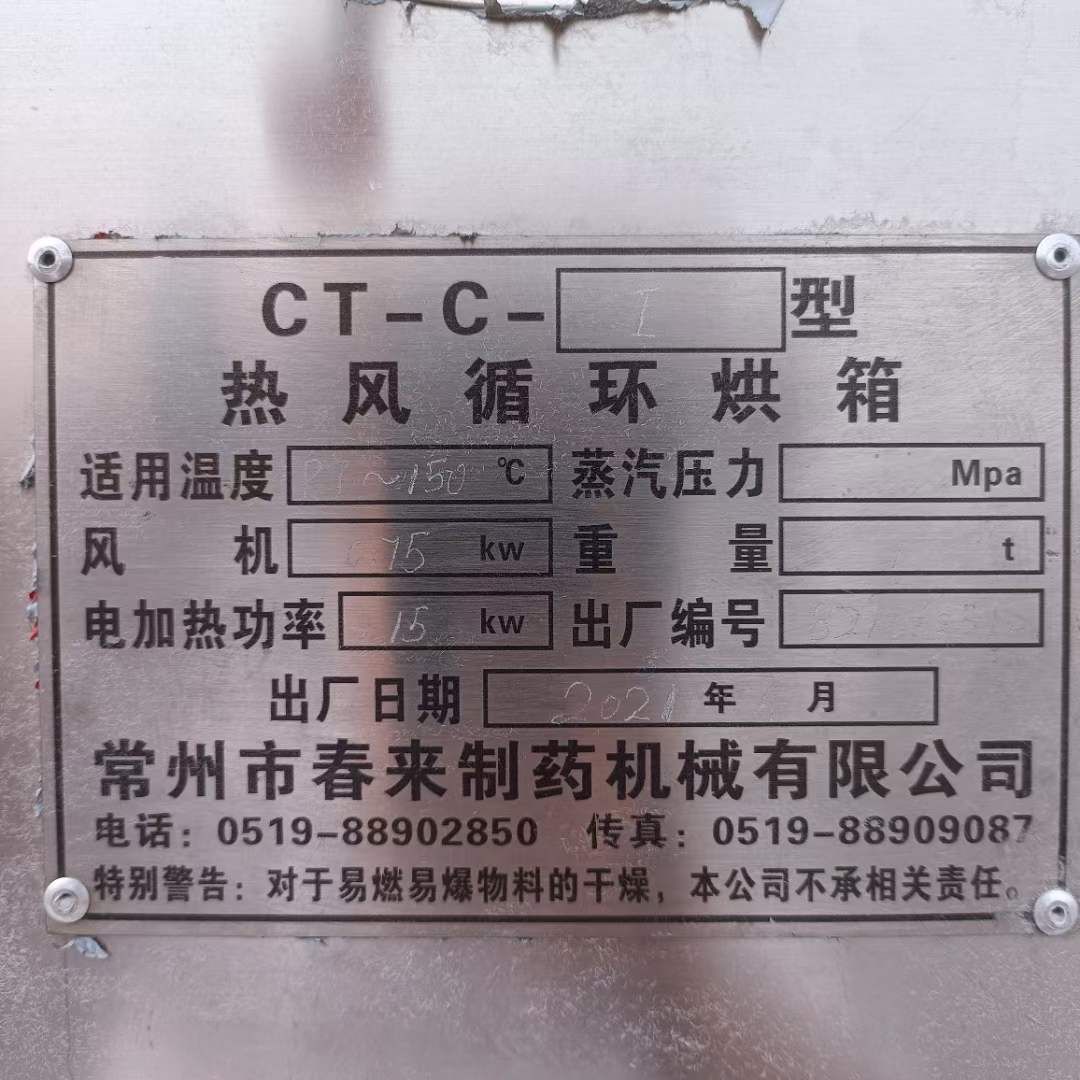 CT-C- I 型
热风循环烘箱
适用温度 ~150 ℃ 蒸汽压力 Mpa
风机 75 kw 重量 t
电加热功率 15 kw 出厂编号
出厂日期 2021 年 月
常州市春来制药机械有限公司
电话：0519-88902850 传真：0519-88909087
特别警告：对于易燃易爆物料的干燥，本公司不承相关责任。